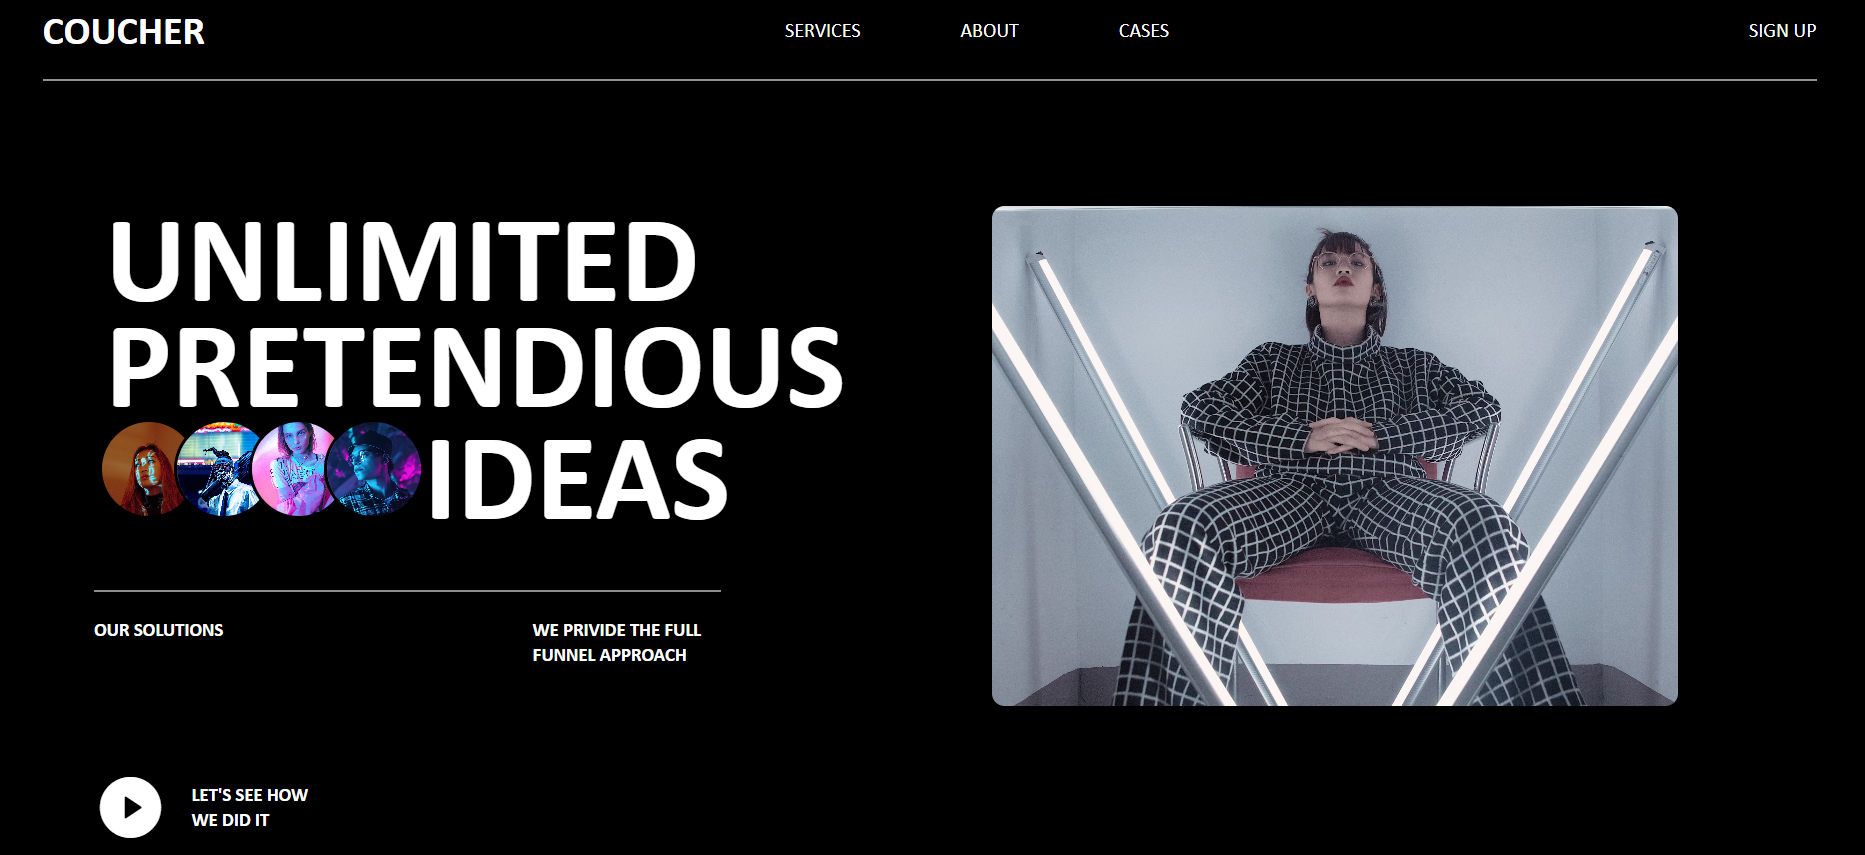 COUCHER
SERVICES
ABOUT
CASES
SIGN UP
UNLIMITED
PRETENDIOUS
IDEAS
OUR SOLUTIONS
WE PRIVIDE THE FULL
FUNNEL APPROACH
LET'S SEE HOW
WE DID IT